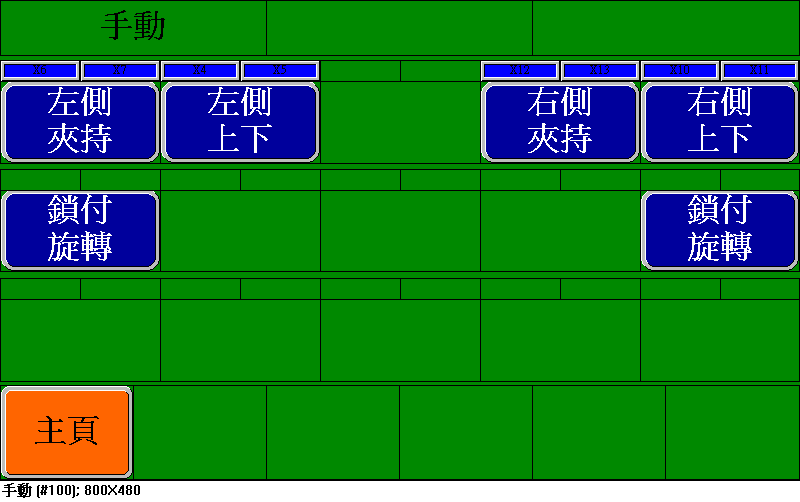 手動
左側
夾持
左側
上下
右側
夾持
右側
上下
鎖付
旋轉
鎖付
旋轉
主頁
手動 (#100); 800X480